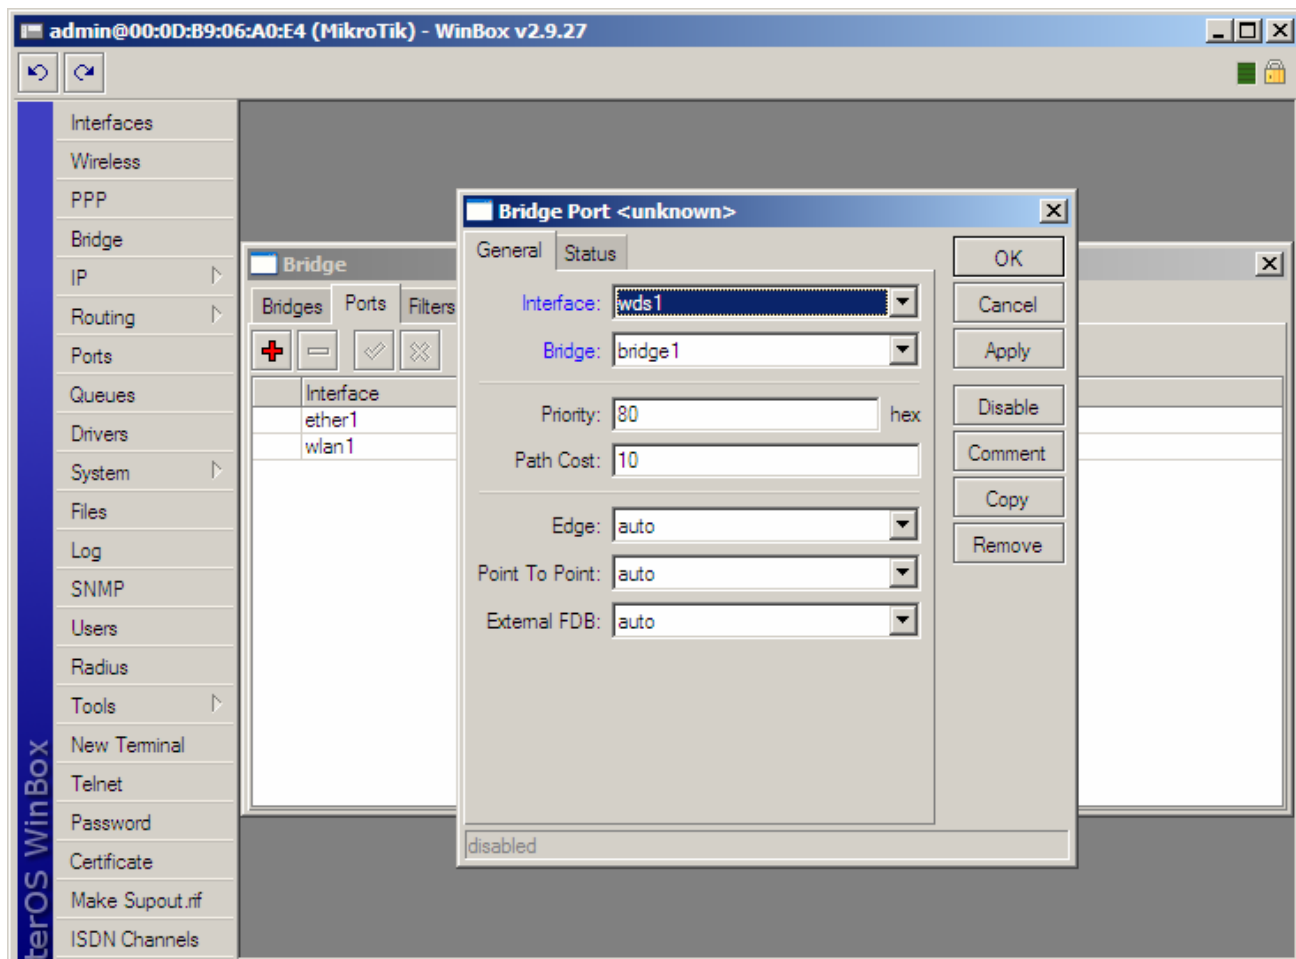 admin@00:0D:B9:06:A0:E4 (MikroTik) - WinBox v2.9.27
Interfaces
Wireless
PPP
Bridge
IP
Routing
Ports
Queues
Drivers
System
Files
Log
SNMP
Users
Radius
Tools
New Terminal
Telnet
Password
Certificate
Make Supout.rif
ISDN Channels
terOS WinBox
Bridge
Bridges Ports Filters
Interface
ether1
wlan1
Bridge Port <unknown>
General Status
Interface: wds1
Bridge: bridge1
Priority: 80 hex
Path Cost: 10
Edge: auto
Point To Point: auto
External FDB: auto
OK
Cancel
Apply
Disable
Comment
Copy
Remove
disabled